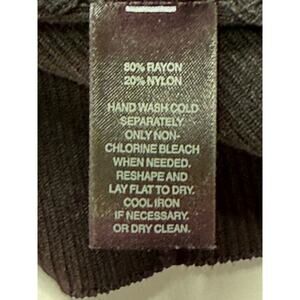 80% RAYON
20% NYLON
HAND WASH COLD
SEPARATELY
ONLY NON-
CHLORINE BLEACH
WHEN NEEDED.
RESHAPE AND
LAY FLAT TO DRY.
COOL IRON
IF NECESSARY.
OR DRY CLEAN.